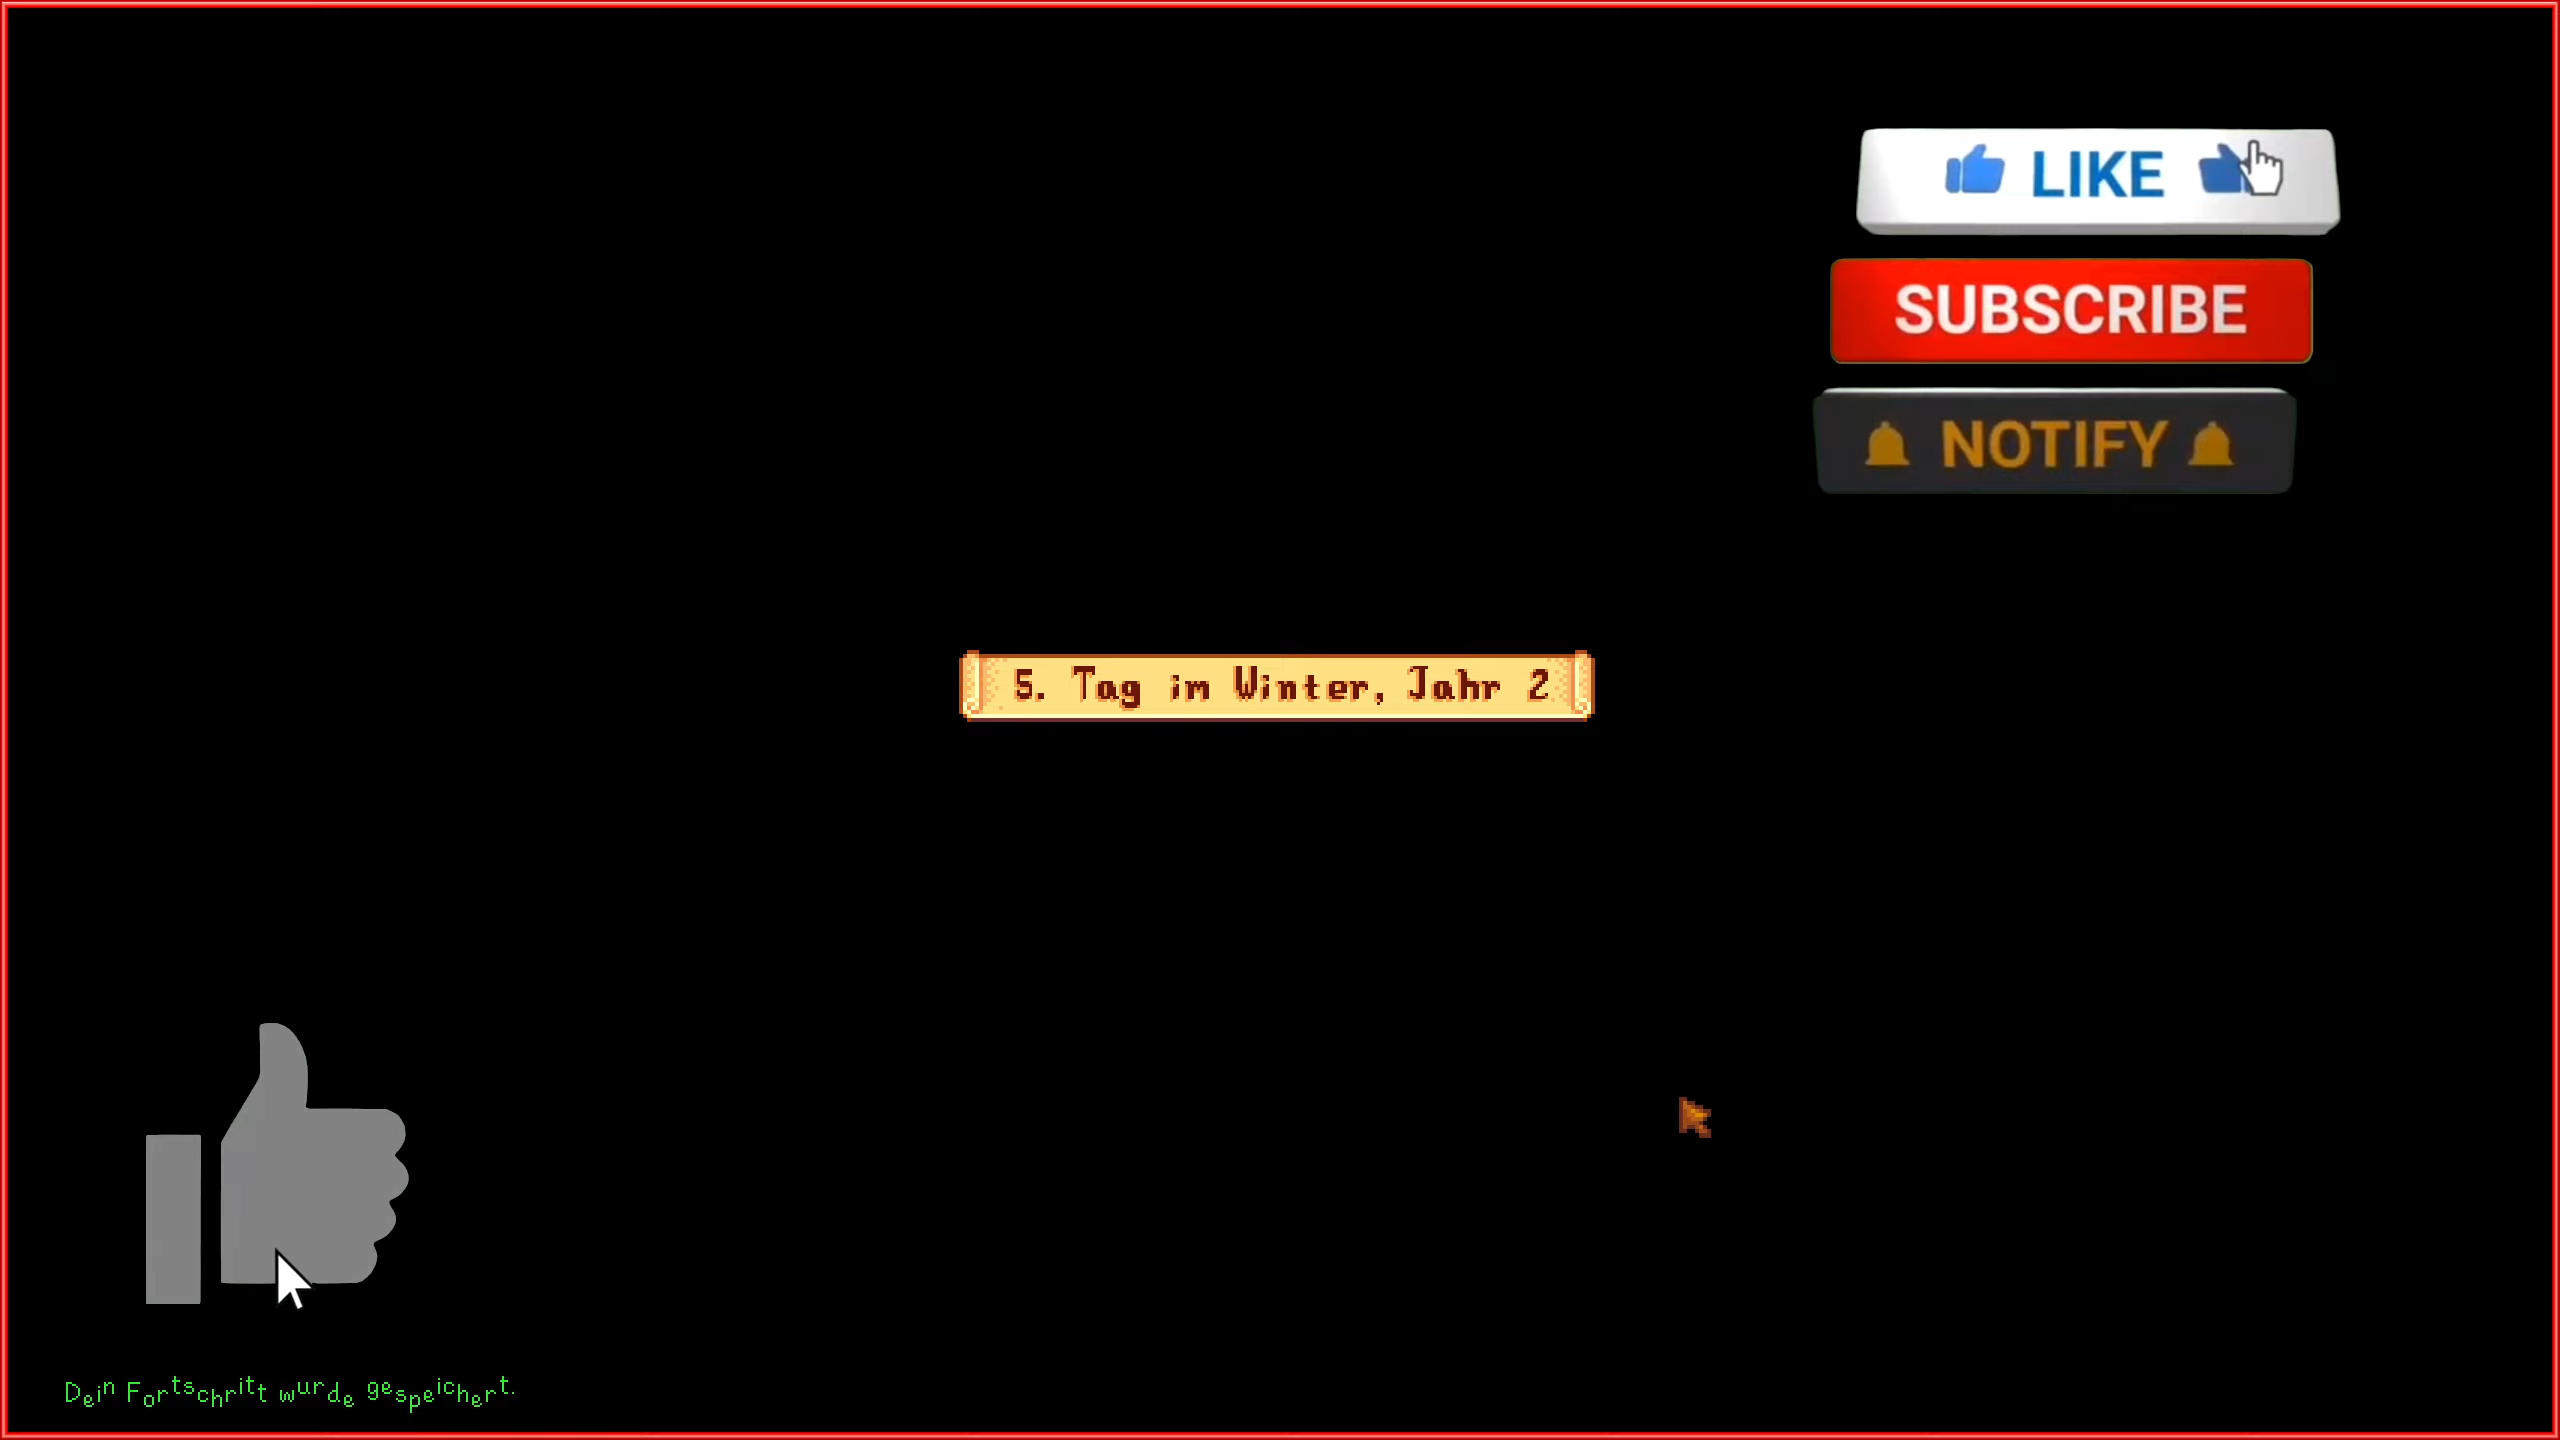 LIKE
SUBSCRIBE
NOTIFY
5. Tag im Winter, Jahr 2
Dein Fortschritt wurde gespeichert.